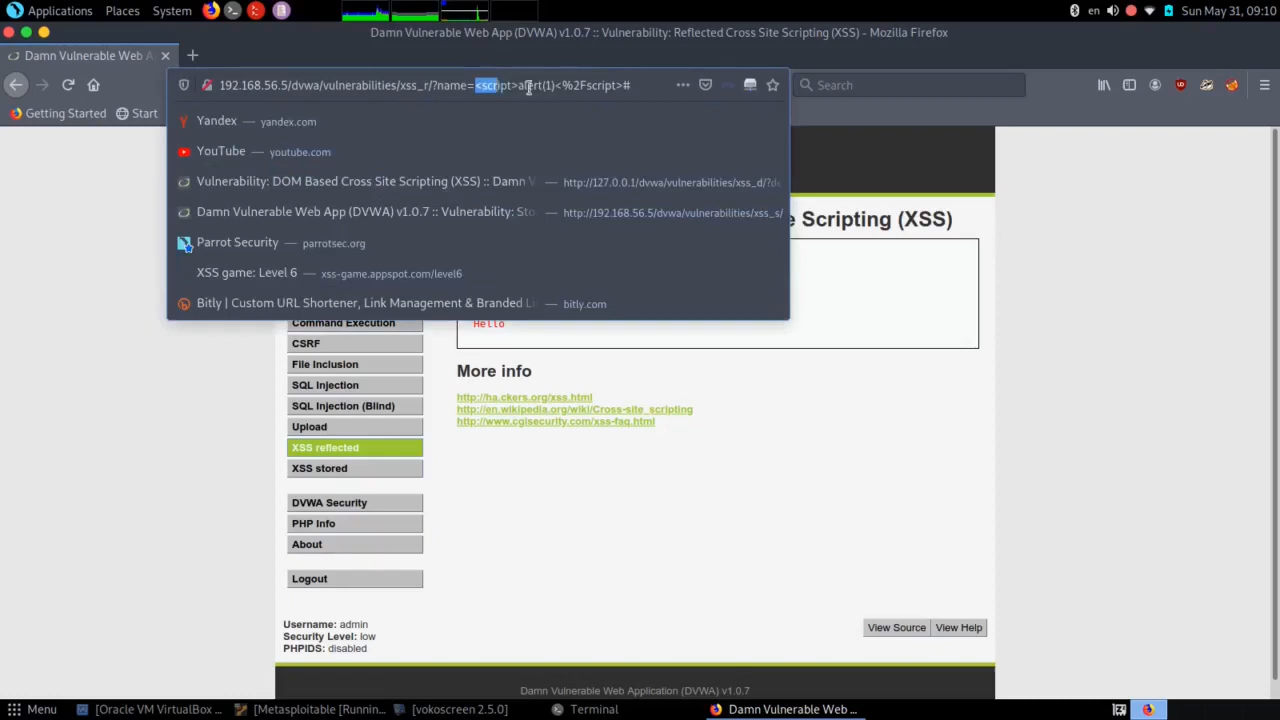 Applications Places System en Sun May 31, 09:10
Damn Vulnerable Web App (DVWA) v1.0.7 :: Vulnerability: Reflected Cross Site Scripting (XSS) - Mozilla Firefox
Damn Vulnerable Web A
192.168.56.5/dvwa/vulnerabilities/xss_r/?name=<script>alert(1)<%2Fscript>#
Search
Getting Started Start
Yandex — yandex.com
YouTube — youtube.com
Vulnerability: DOM Based Cross Site Scripting (XSS) :: Damn V — http://127.0.0.1/dvwa/vulnerabilities/xss_d/?de
Damn Vulnerable Web App (DVWA) v1.0.7 :: Vulnerability: Sto — http://192.168.56.5/dvwa/vulnerabilities/xss_s/
e Scripting (XSS)
Parrot Security — parrotsec.org
XSS game: Level 6 — xss-game.appspot.com/level6
Bitly | Custom URL Shortener, Link Management & Branded Li — bitly.com
Command Execution
Hello
CSRF
File Inclusion
SQL Injection
SQL Injection (Blind)
Upload
XSS reflected
XSS stored
DVWA Security
PHP Info
About
Logout
More info
http://ha.ckers.org/xss.html
http://en.wikipedia.org/wiki/Cross-site_scripting
http://www.cgisecurity.com/xss-faq.html
Username: admin
Security Level: low
PHPIDS: disabled
View Source View Help
Damn Vulnerable Web Application (DVWA) v1.0.7
Menu [Oracle VM VirtualBox ... [Metasploitable [Runnin... [vokoscreen 2.5.0] Terminal Damn Vulnerable Web ...